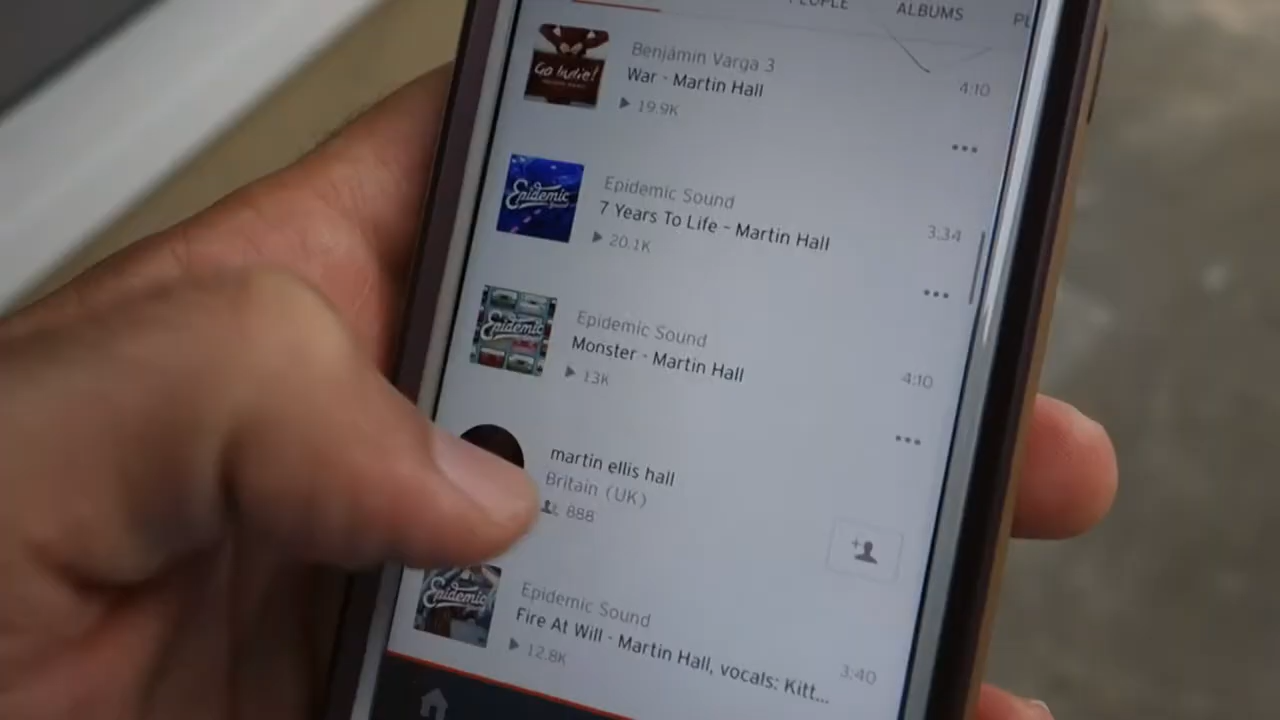 PEOPLE
ALBUMS
PL
Go Indie!
Benjamin Varga 3
War - Martin Hall
19.9K
4:10
Epidemic
Epidemic Sound
7 Years To Life - Martin Hall
20.1K
3:34
Epidemic
Epidemic Sound
Monster - Martin Hall
13K
4:10
martin ellis hall
Britain (UK)
888
Epidemic
Epidemic Sound
Fire At Will - Martin Hall, vocals: Kitt...
12.8K
3:40